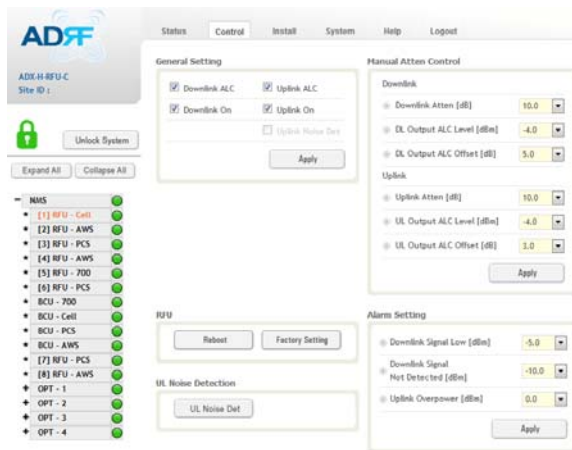 ADRF
Status Control Install System Help Logout
ADX-H-RFU-C
Site ID :
Unlock System
Expand All Collapse All
NMS
[1] RFU - Cell
[2] RFU - AWS
[3] RFU - PCS
[4] RFU - AWS
[5] RFU - 700
[6] RFU - PCS
BCU - 700
BCU - Cell
BCU - PCS
BCU - AWS
[7] RFU - PCS
[8] RFU - AWS
OPT - 1
OPT - 2
OPT - 3
OPT - 4
General Setting
Downlink ALC Uplink ALC
Downlink On Uplink On
Uplink Noise Det
Apply
RFU
Reboot Factory Setting
UL Noise Detection
UL Noise Det
Manual Atten Control
Downlink
Downlink Atten [dB] 10.0
DL Output ALC Level [dBm] -4.0
DL Output ALC Offset [dB] 5.0
Uplink
Uplink Atten [dB] 10.0
UL Output ALC Level [dBm] -4.0
UL Output ALC Offset [dB] 3.0
Apply
Alarm Setting
Downlink Signal Low [dBm] -5.0
Downlink Signal
Not Detected [dBm] -10.0
Uplink Overpower [dBm] 0.0
Apply